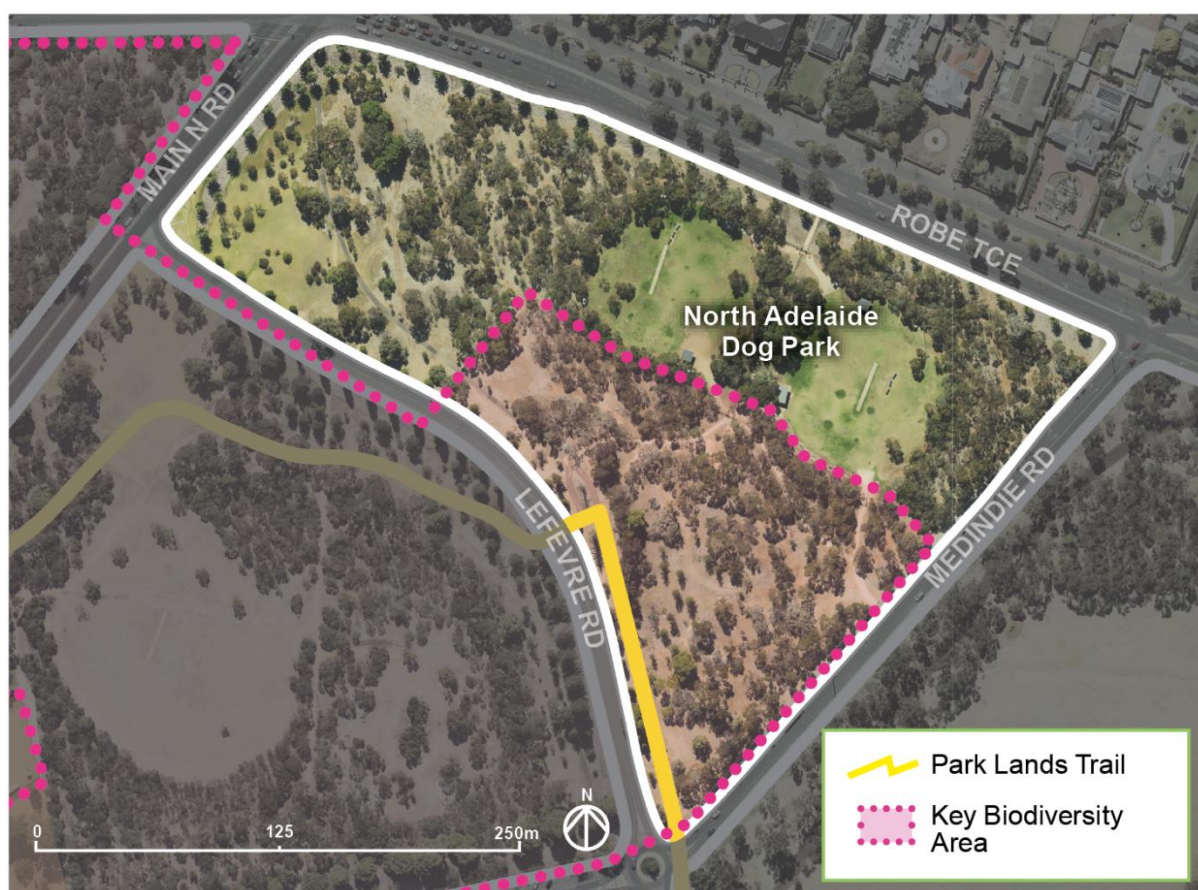 MAIN N RD
ROBE TCE
North Adelaide
Dog Park
MEDINDIE RD
LEFEVRE RD
N
0 125 250m
Park Lands Trail
Key Biodiversity
Area